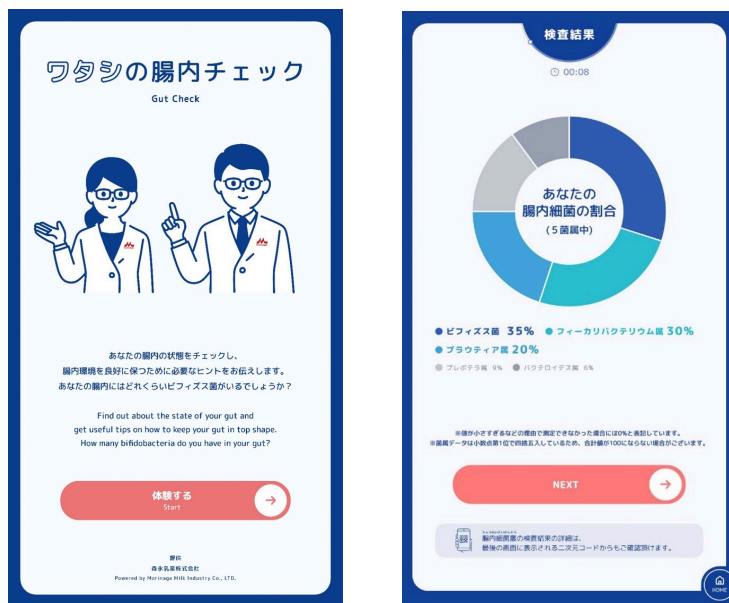 ワタシの腸内チェック
Gut Check
あなたの腸内の状態をチェックし、
腸内環境を良好に保つために必要なヒントをお伝えします。
あなたの腸内にはどれくらいビフィズス菌がいるでしょうか？
Find out about the state of your gut and
get useful tips on how to keep your gut in top shape.
How many bifidobacteria do you have in your gut?
体験する
Start
提供
森永乳業株式会社
Powered by Morinaga Milk Industry Co., LTD.
検査結果
00:08
あなたの
腸内細菌の割合
(5菌属中)
ビフィズス菌 35% フィーカリバクテリウム属 30%
ブラウティア属 20%
プレボテラ属 9% バクテロイデス属 6%
※値が小さすぎるなどの理由で測定できなかった場合には0%と表記しています。
※菌属データは小数点第1位で四捨五入しているため、合計値が100にならない場合がございます。
NEXT
腸内細菌叢の検査結果の詳細は、
最後の画面に表示される二次元コードからもご確認頂けます。
HOME